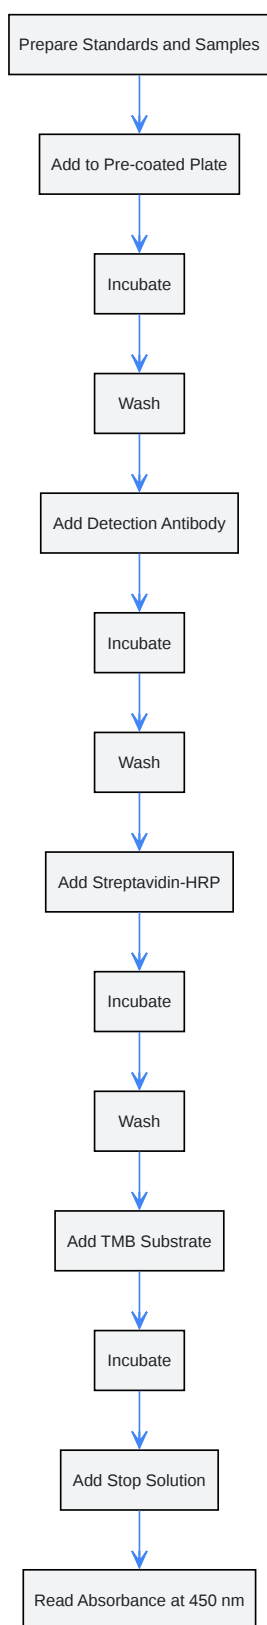 Prepare Standards and Samples
Add to Pre-coated Plate
Incubate
Wash
Add Detection Antibody
Incubate
Wash
Add Streptavidin-HRP
Incubate
Wash
Add TMB Substrate
Incubate
Add Stop Solution
Read Absorbance at 450 nm